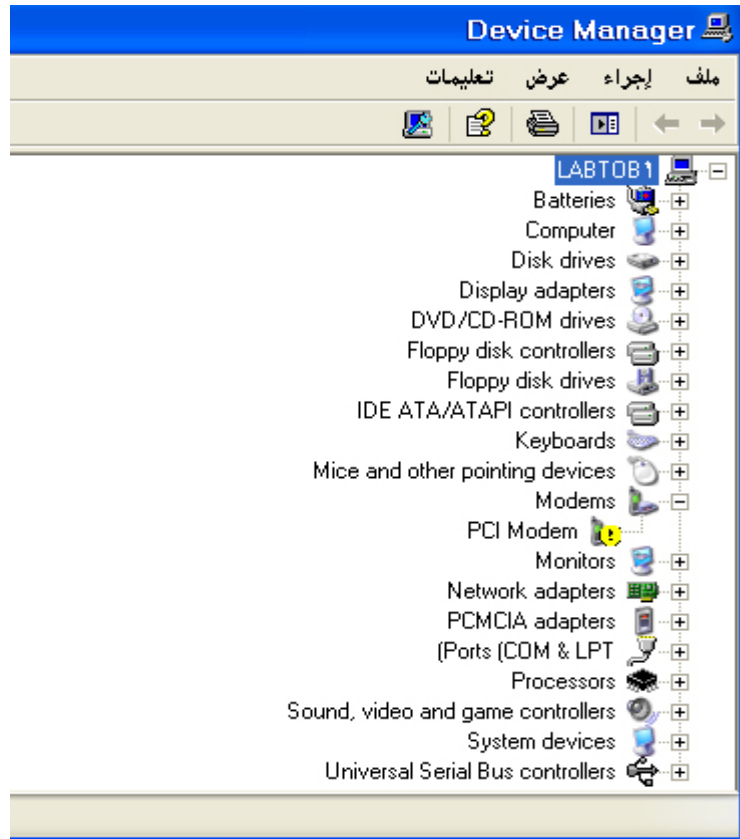 Device Manager
ملف إجراء عرض تعليمات
LABTOB١
Batteries
Computer
Disk drives
Display adapters
DVD/CD-ROM drives
Floppy disk controllers
Floppy disk drives
IDE ATA/ATAPI controllers
Keyboards
Mice and other pointing devices
Modems
PCI Modem
Monitors
Network adapters
PCMCIA adapters
(Ports (COM & LPT
Processors
Sound, video and game controllers
System devices
Universal Serial Bus controllers